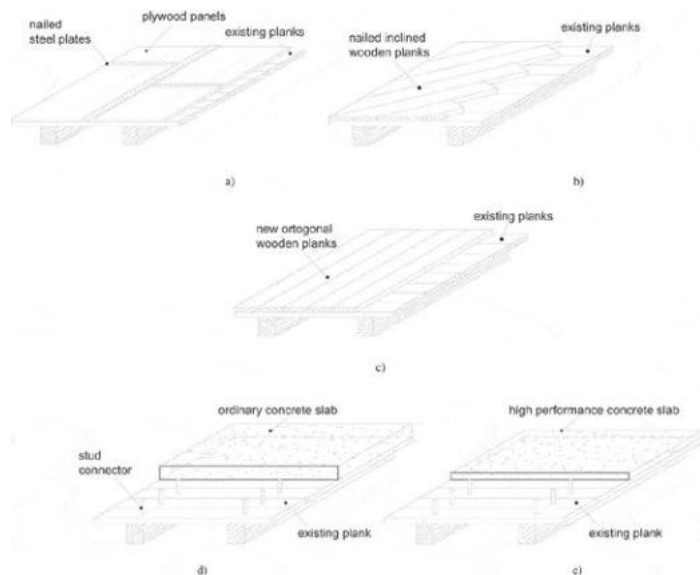 nailed
steel plates
plywood panels
existing planks
a)
nailed inclined
wooden planks
existing planks
b)
new ortogonal
wooden planks
existing planks
c)
ordinary concrete slab
stud
connector
existing plank
d)
high performance concrete slab
existing plank
e)